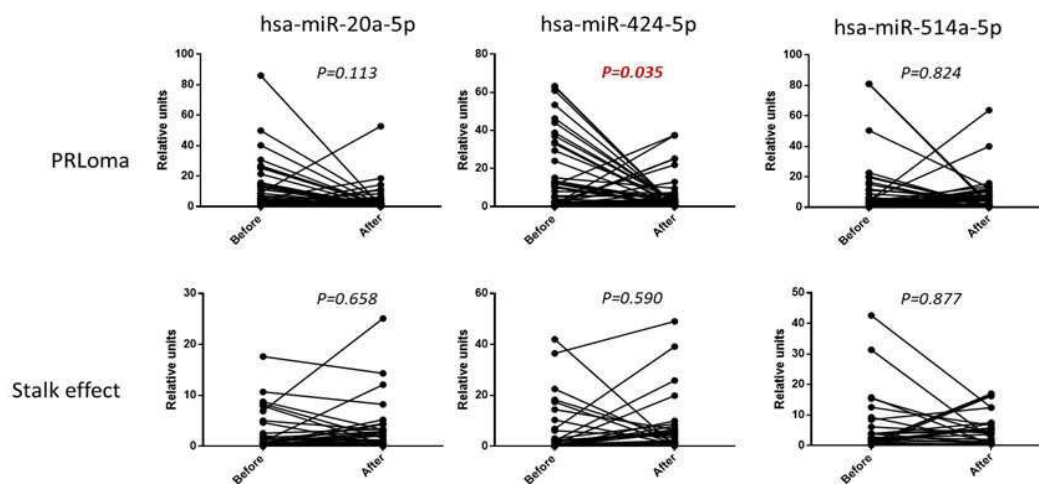 hsa-miR-20a-5p
hsa-miR-424-5p
hsa-miR-514a-5p
PRLoma
Relative units
100
80
60
40
20
0
P=0.113
Before
After
Relative units
80
60
40
20
0
P=0.035
Before
After
Relative units
100
80
60
40
20
0
P=0.824
Before
After
Stalk effect
Relative units
30
20
10
0
P=0.658
Before
After
Relative units
60
40
20
0
P=0.590
Before
After
Relative units
50
40
30
20
10
0
P=0.877
Before
After